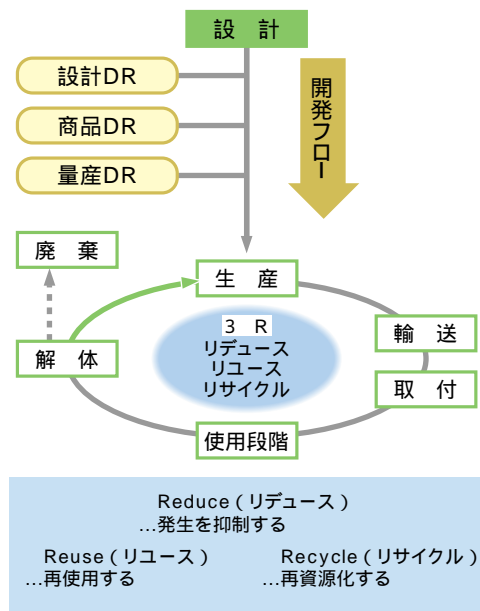 設 計
設計DR
商品DR
量産DR
開発フロー
廃 棄
生 産
3 R
リデュース
リユース
リサイクル
輸 送
解 体
取 付
使用段階
Reduce(リデュース)
…発生を抑制する
Reuse(リユース)
…再使用する
Recycle(リサイクル)
…再資源化する